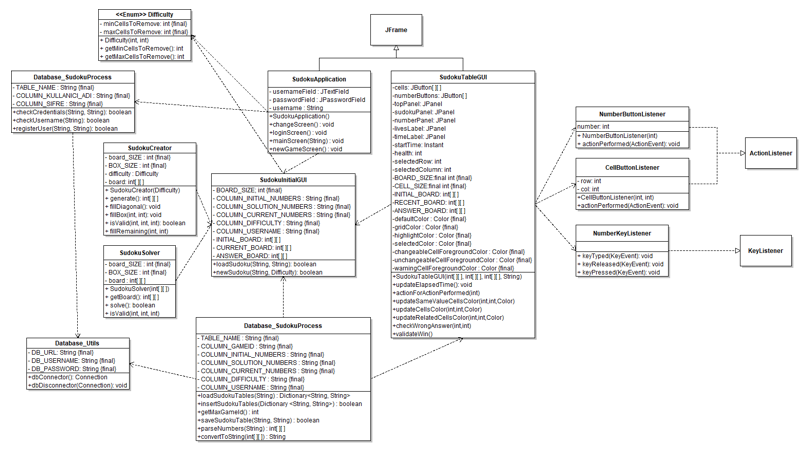 <<Enum>> Difficulty
- minCellsToRemove: int {final}
- maxCellsToRemove: int {final}
+ Difficulty(int, int)
+ getMinCellsToRemove(): int
+ getMaxCellsToRemove(): int
JFrame
Database_SudokuProcess
- TABLE_NAME : String {final}
- COLUMN_KULLANICI_ADI : String {final}
- COLUMN_SIFRE : String {final}
+checkCredentials(String, String): boolean
+checkUsername(String): boolean
+registerUser(String, String): boolean
SudokuApplication
- usernameField : JTextField
- passwordField : JPasswordField
- username : String
+SudokuApplication()
+changeScreen() : void
+loginScreen() : void
+mainScreen(String) : void
+newGameScreen() : void
SudokuTableGUI
-cells: JButton[][]
-numberButtons: JButton[]
-topPanel: JPanel
-sudokuPanel: JPanel
-numberPanel: JPanel
-livesLabel: JPanel
-timeLabel: JPanel
-startTime: Instant
-health: int
-selectedRow: int
-selectedColumn: int
-BOARD_SIZE:final int {final}
-CELL_SIZE:final int {final}
-INITIAL_BOARD: int[][]
-RECENT_BOARD: int[][]
-ANSWER_BOARD: int[][]
-defaultColor : Color {final}
-gridColor : Color {final}
-highlightColor : Color {final}
-selectedColor : Color {final}
-changeableCellForegroundColor : Color {final}
-unchangeableCellForegroundColor : Color {final}
-warningCellForegroundColor : Color {final}
+SudokuTableGUI(int[][], int[][], int[][], String)
+updateElapsedTime() : void
+actionForActionPerformed(int)
+updateSameValueCellsColor(int,int,Color)
+updateCellsColor(int,int,Color)
+updateRelatedCellsColor(int,int,Color)
+checkWrongAnswer(int,int)
+validateWin()
NumberButtonListener
number: int
+ NumberButtonListener(int)
+ actionPerformed(ActionEvent): void
ActionListener
CellButtonListener
- row: int
- col: int
+CellButtonListener(int, int)
+actionPerformed(ActionEvent): void
NumberKeyListener
+ keyTyped(KeyEvent): void
+ keyReleased(KeyEvent): void
+ keyPressed(KeyEvent): void
KeyListener
SudokuCreator
- board_SIZE : int {final}
- BOX_SIZE : int {final}
- difficulty : Difficulty
- board: int[][]
+ SudokuCreator(Difficulty)
+ generate(): int[][]
+ fillDiagonal(): void
+ fillBox(int, int): void
+ isValid(int, int, int): boolean
+ fillRemaining(int, int)
SudokuInitialGUI
- BOARD_SIZE: int {final}
- COLUMN_INITIAL_NUMBERS : String {final}
- COLUMN_SOLUTION_NUMBERS : String {final}
- COLUMN_CURRENT_NUMBERS : String {final}
- COLUMN_DIFFICULTY : String {final}
- COLUMN_USERNAME : String {final}
- INITIAL_BOARD: int[][]
- CURRENT_BOARD: int[][]
- ANSWER_BOARD: int[][]
+loadSudoku(String, String): boolean
+newSudoku(String, Difficulty): boolean
SudokuSolver
- board_SIZE : int {final}
- BOX_SIZE : int {final}
- board : int[][]
+ SudokuSolver(int[][])
+ getBoard(): int[][]
+ solve(): boolean
+ isValid(int, int, int)
Database_Utils
- DB_URL: String {final}
- DB_USERNAME: String {final}
- DB_PASSWORD: String {final}
+dbConnector(): Connection
+dbDisconnector(Connection): void
Database_SudokuProcess
- TABLE_NAME : String {final}
- COLUMN_GAMEID : String {final}
- COLUMN_INITIAL_NUMBERS : String {final}
- COLUMN_SOLUTION_NUMBERS : String {final}
- COLUMN_CURRENT_NUMBERS : String {final}
- COLUMN_DIFFICULTY : String {final}
- COLUMN_USERNAME : String {final}
+loadSudokuTables(String) : Dictionary<String, String>
+insertSudokuTables(Dictionary <String, String>) : boolean
+getMaxGameId() : int
+saveSudokuTable(String, String) : boolean
+parseNumbers(String) : int[][]
+convertToString(int[][]) : String